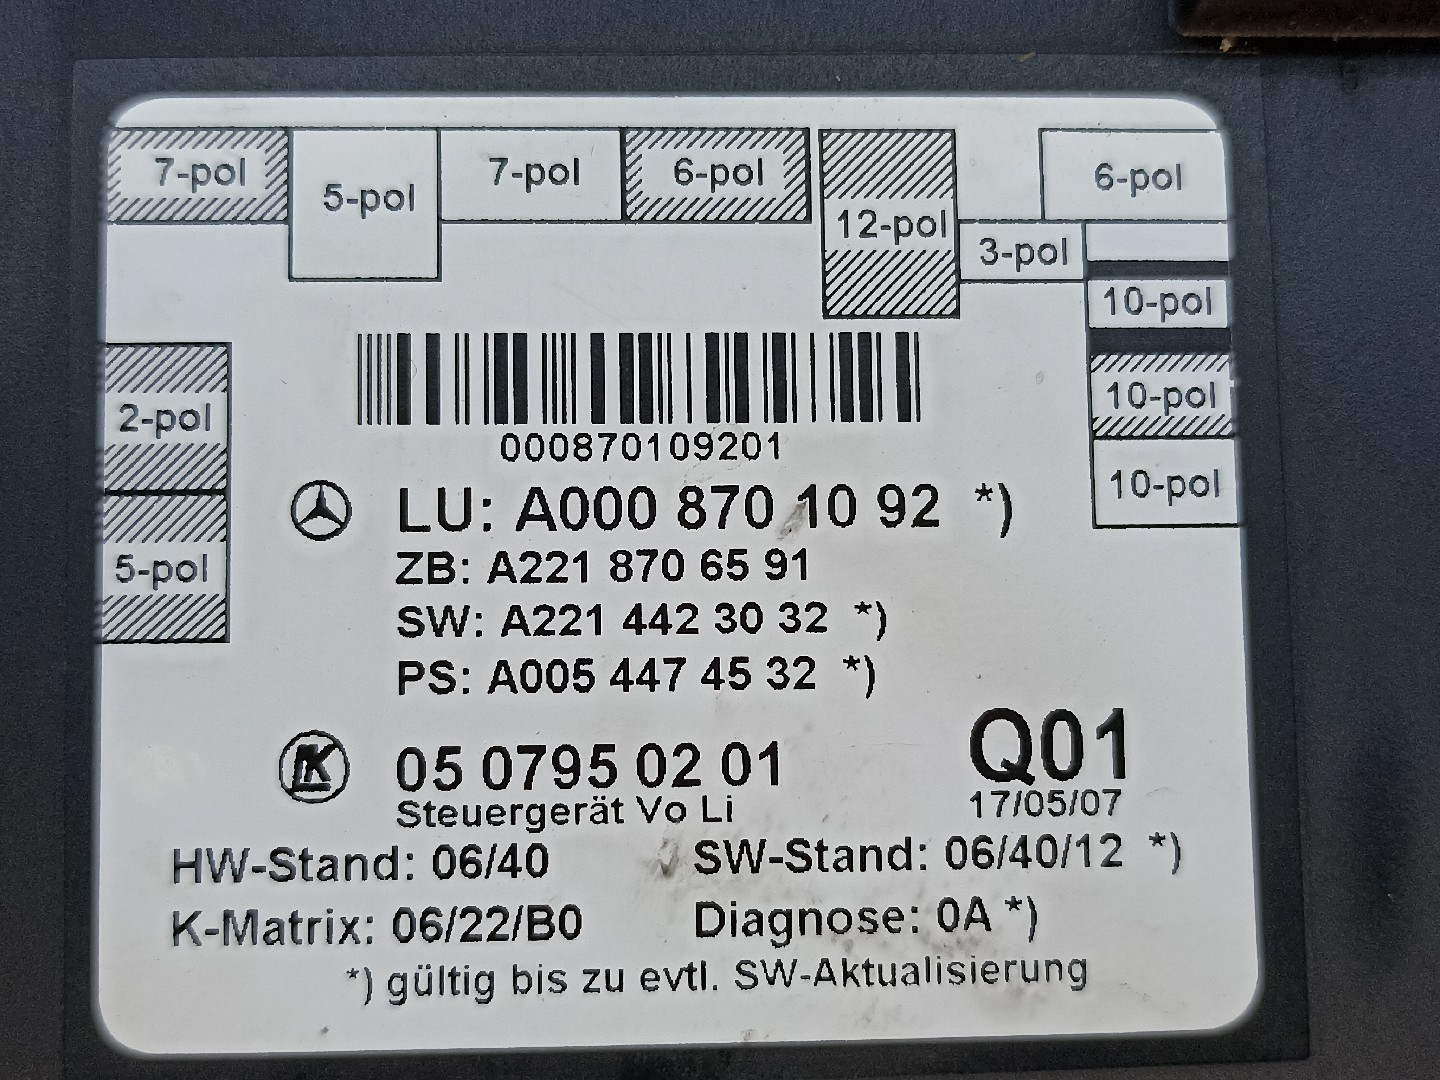 7-pol
5-pol
7-pol
6-pol
12-pol
6-pol
3-pol
10-pol
10-pol
10-pol
2-pol
5-pol
000870109201
LU: A000 870 10 92 *)
ZB: A221 870 65 91
SW: A221 442 30 32 *)
PS: A005 447 45 32 *)
K 05 0795 02 01
Q01
Steuergerät Vo Li
17/05/07
HW-Stand: 06/40
SW-Stand: 06/40/12 *)
K-Matrix: 06/22/B0
Diagnose: 0A *)
*) gültig bis zu evtl. SW-Aktualisierung